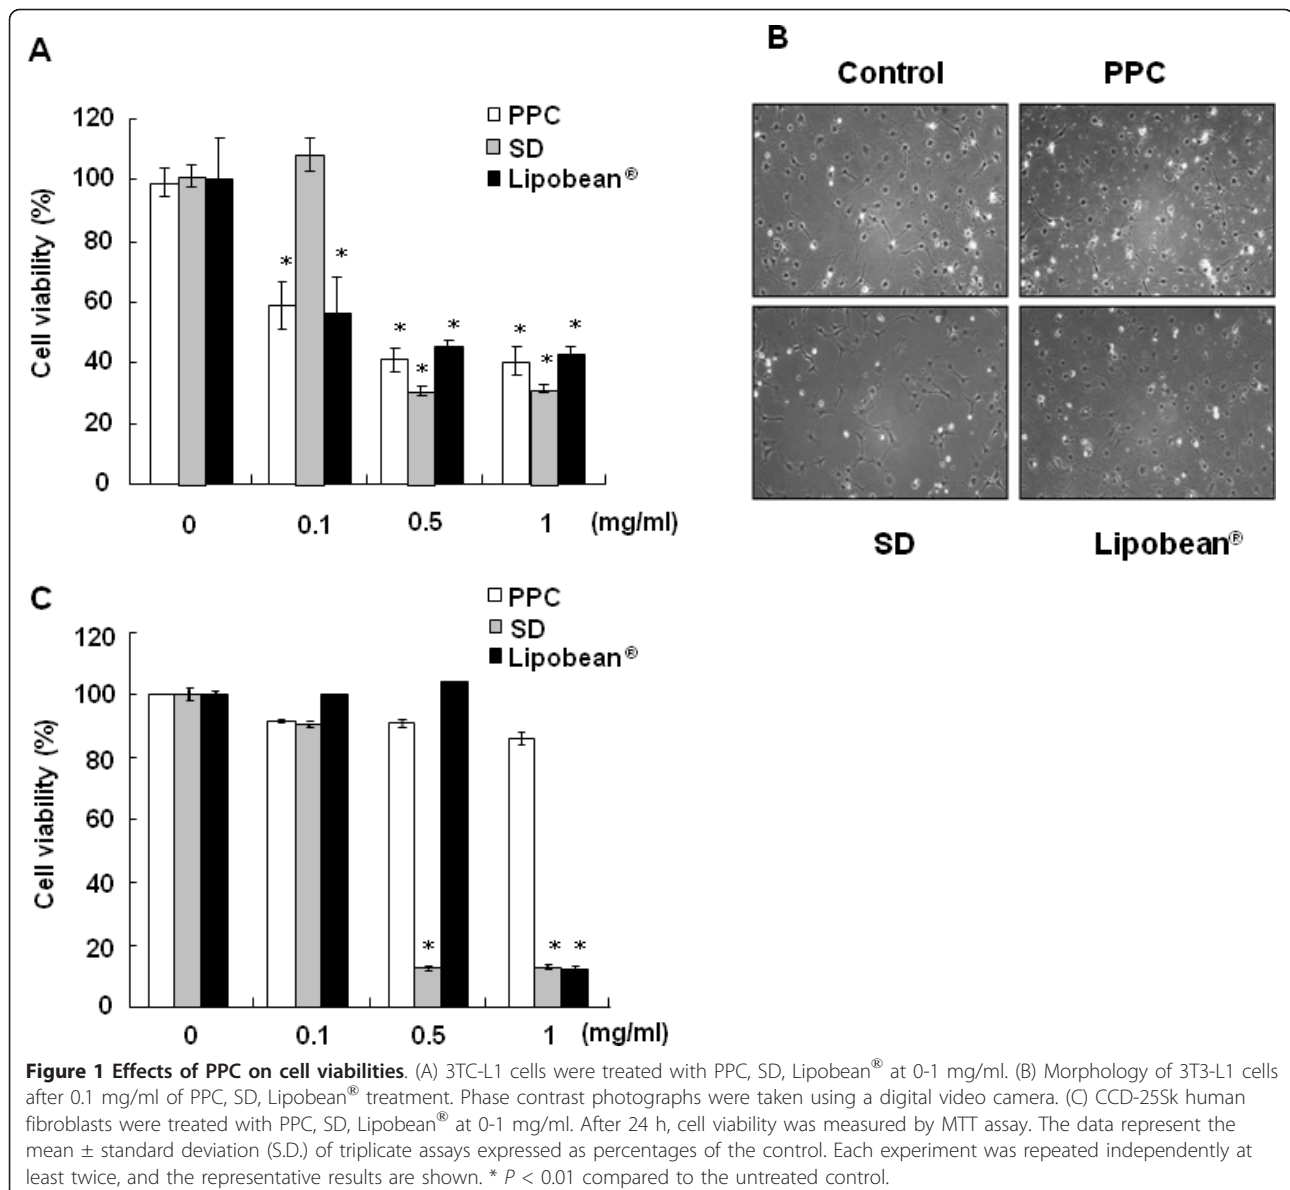 A
PPC
SD
Lipobean®
Cell viability (%)
120
100
80
60
40
20
0
* * * * * * * *
0 0.1 0.5 1 (mg/ml)
B
Control PPC
SD Lipobean®
C
PPC
SD
Lipobean®
Cell viability (%)
120
100
80
60
40
20
0
* * *
0 0.1 0.5 1 (mg/ml)
Figure 1 Effects of PPC on cell viabilities. (A) 3TC-L1 cells were treated with PPC, SD, Lipobean® at 0-1 mg/ml. (B) Morphology of 3T3-L1 cells
after 0.1 mg/ml of PPC, SD, Lipobean® treatment. Phase contrast photographs were taken using a digital video camera. (C) CCD-25Sk human
fibroblasts were treated with PPC, SD, Lipobean® at 0-1 mg/ml. After 24 h, cell viability was measured by MTT assay. The data represent the
mean ± standard deviation (S.D.) of triplicate assays expressed as percentages of the control. Each experiment was repeated independently at
least twice, and the representative results are shown. * P < 0.01 compared to the untreated control.